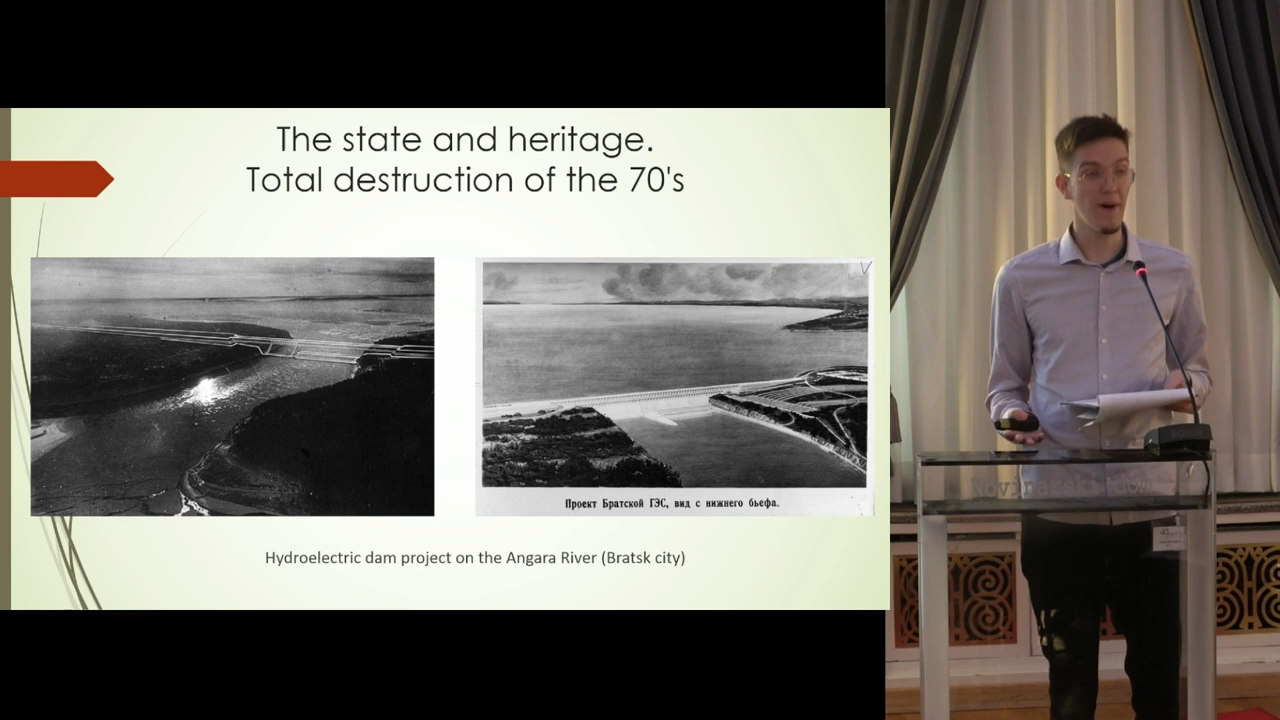 The state and heritage.
Total destruction of the 70's
Проект Братской ГЭС, вид с нижнего бьефа.
Hydroelectric dam project on the Angara River (Bratsk city)